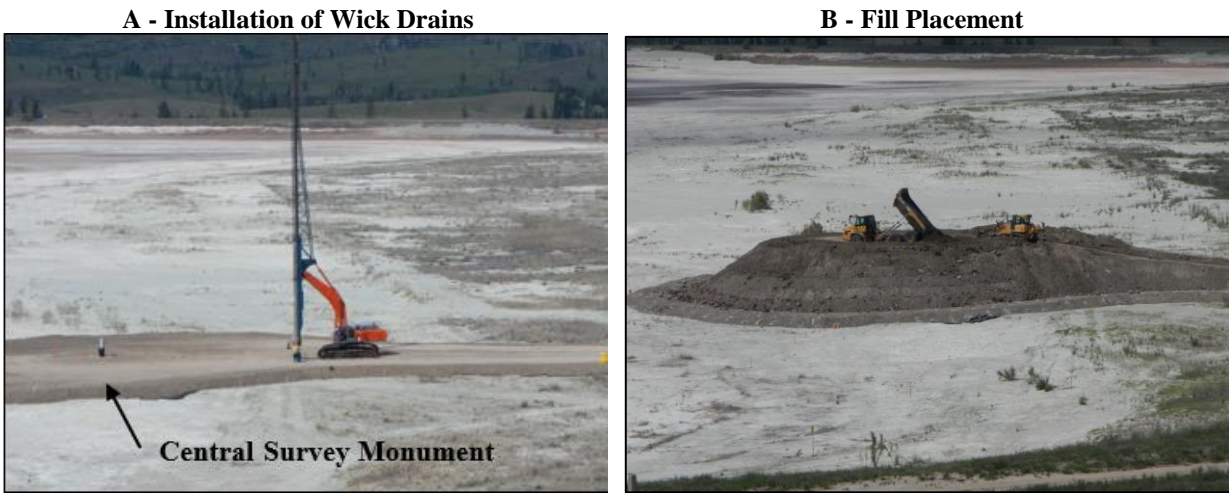 A - Installation of Wick Drains
B - Fill Placement
Central Survey Monument